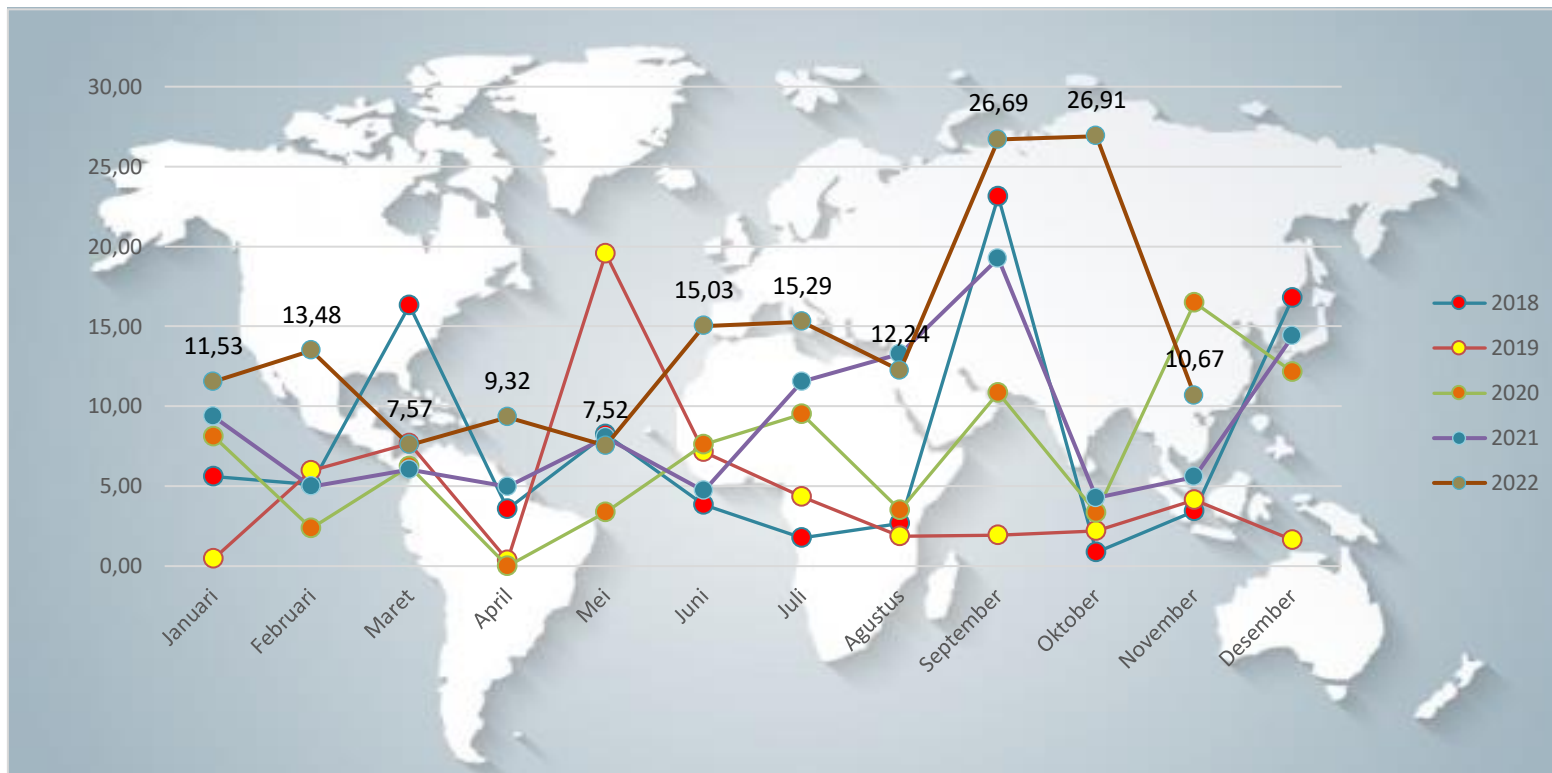 30,00
25,00
20,00
15,00
10,00
5,00
0,00
11,53
13,48
7,57
9,32
7,52
15,03
15,29
12,24
26,69
26,91
10,67
Januari
Februari
Maret
April
Mei
Juni
Juli
Agustus
September
Oktober
November
Desember
2018
2019
2020
2021
2022